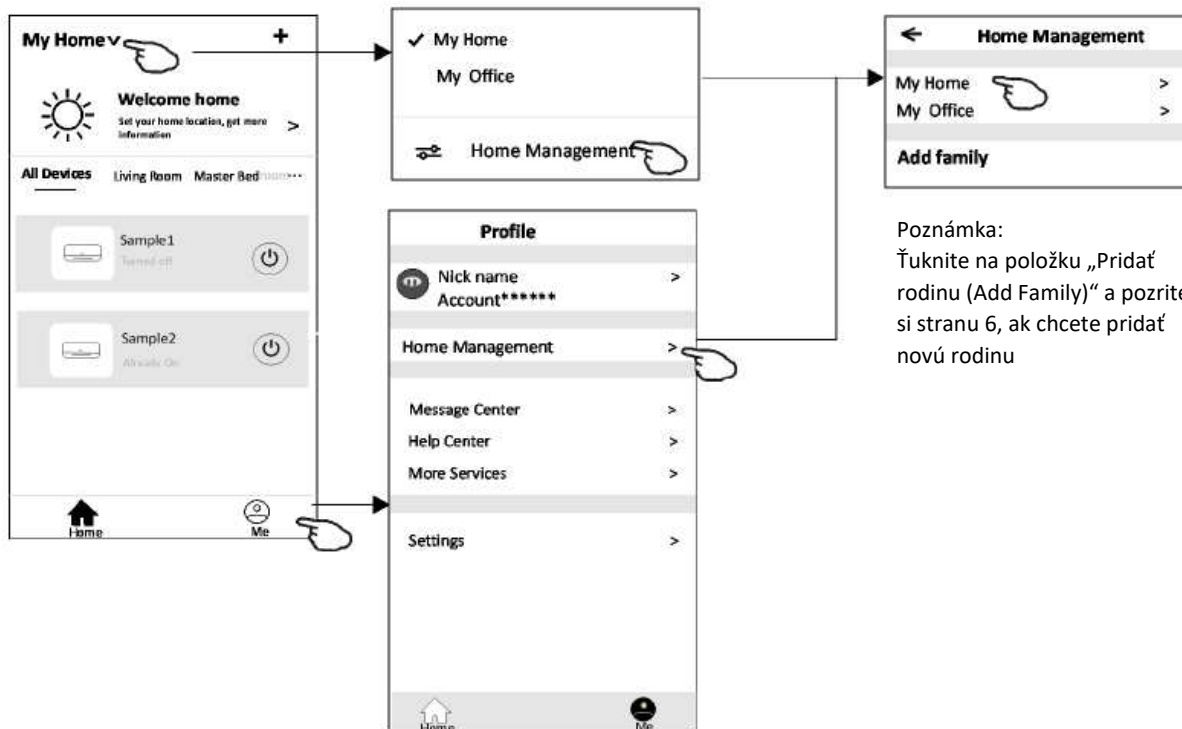 My Home
+
Welcome home
Set your home location, get more
information
>
All Devices Living Room Master Bedroom...
Sample1
Turned off
Sample2
Already On
Home
Me
✓ My Home
My Office
Home Management
Profile
Nick name >
Account******
Home Management >
Message Center >
Help Center >
More Services >
Settings >
Home
Me
← Home Management
My Home >
My Office >
Add family
Poznámka:
Ťuknite na položku „Pridať
rodinu (Add Family)“ a pozrite
si stranu 6, ak chcete pridať
novú rodinu